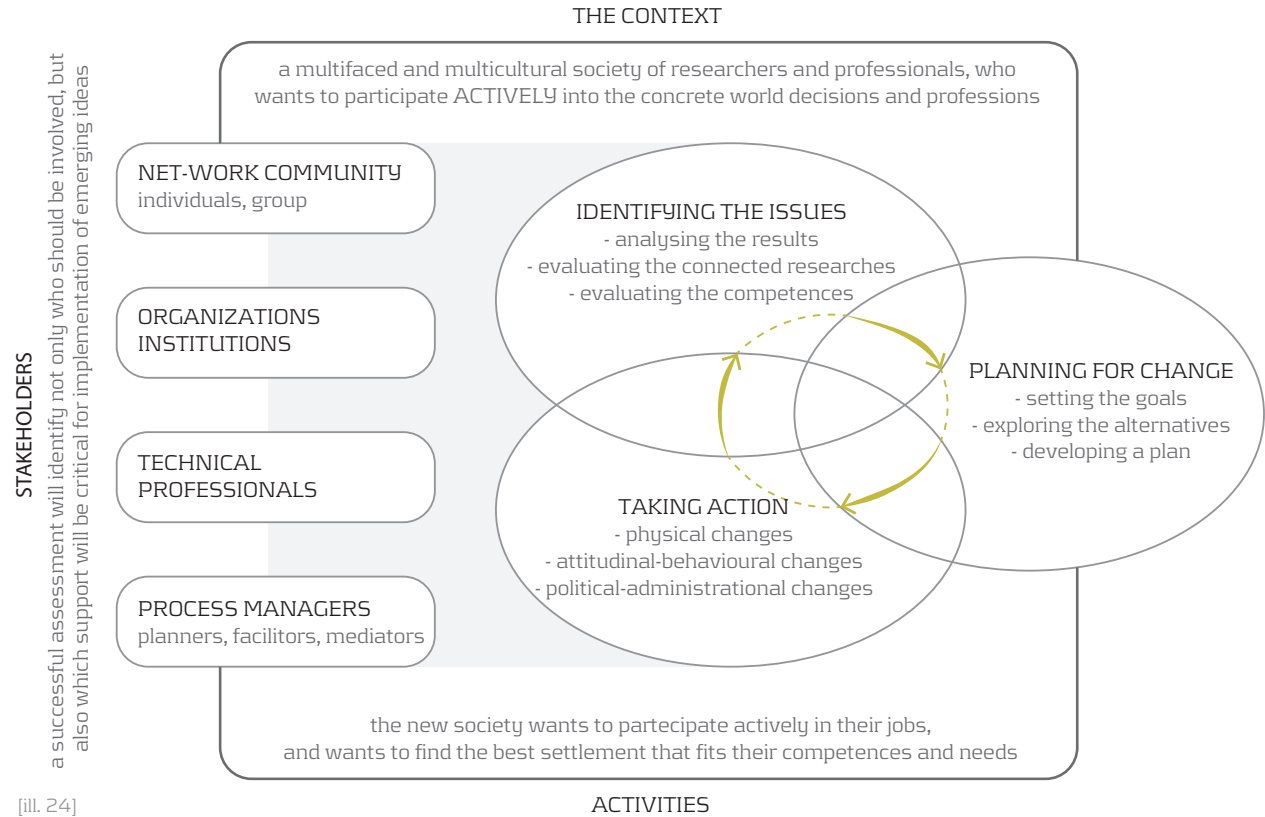 THE CONTEXT
a multifaced and multicultural society of researchers and professionals, who
wants to participate ACTIVELY into the concrete world decisions and professions
STAKEHOLDERS
a successful assessment will identify not only who should be involved, but
also which support will be critical for implementation of emerging ideas
NET-WORK COMMUNITY
individuals, group
ORGANIZATIONS
INSTITUTIONS
TECHNICAL
PROFESSIONALS
PROCESS MANAGERS
planners, facilitors, mediators
IDENTIFYING THE ISSUES
- analysing the results
- evaluating the connected researches
- evaluating the competences
PLANNING FOR CHANGE
- setting the goals
- exploring the alternatives
- developing a plan
TAKING ACTION
- physical changes
- attitudinal-behavioural changes
- political-administrational changes
the new society wants to partecipate actively in their jobs,
and wants to find the best settlement that fits their competences and needs
ACTIVITIES
[ill. 24]